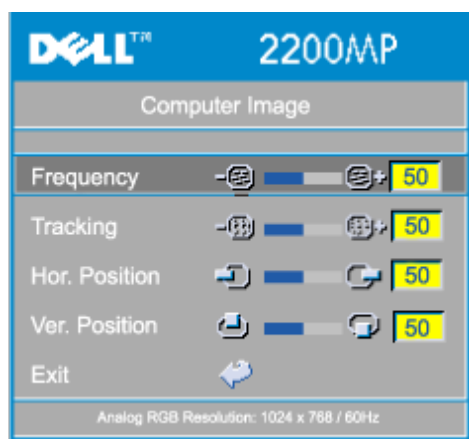 DELL™ 2200MP
Computer Image
Frequency - + 50
Tracking - + 50
Hor. Position 50
Ver. Position 50
Exit
Analog RGB Resolution: 1024 x 768 / 60Hz